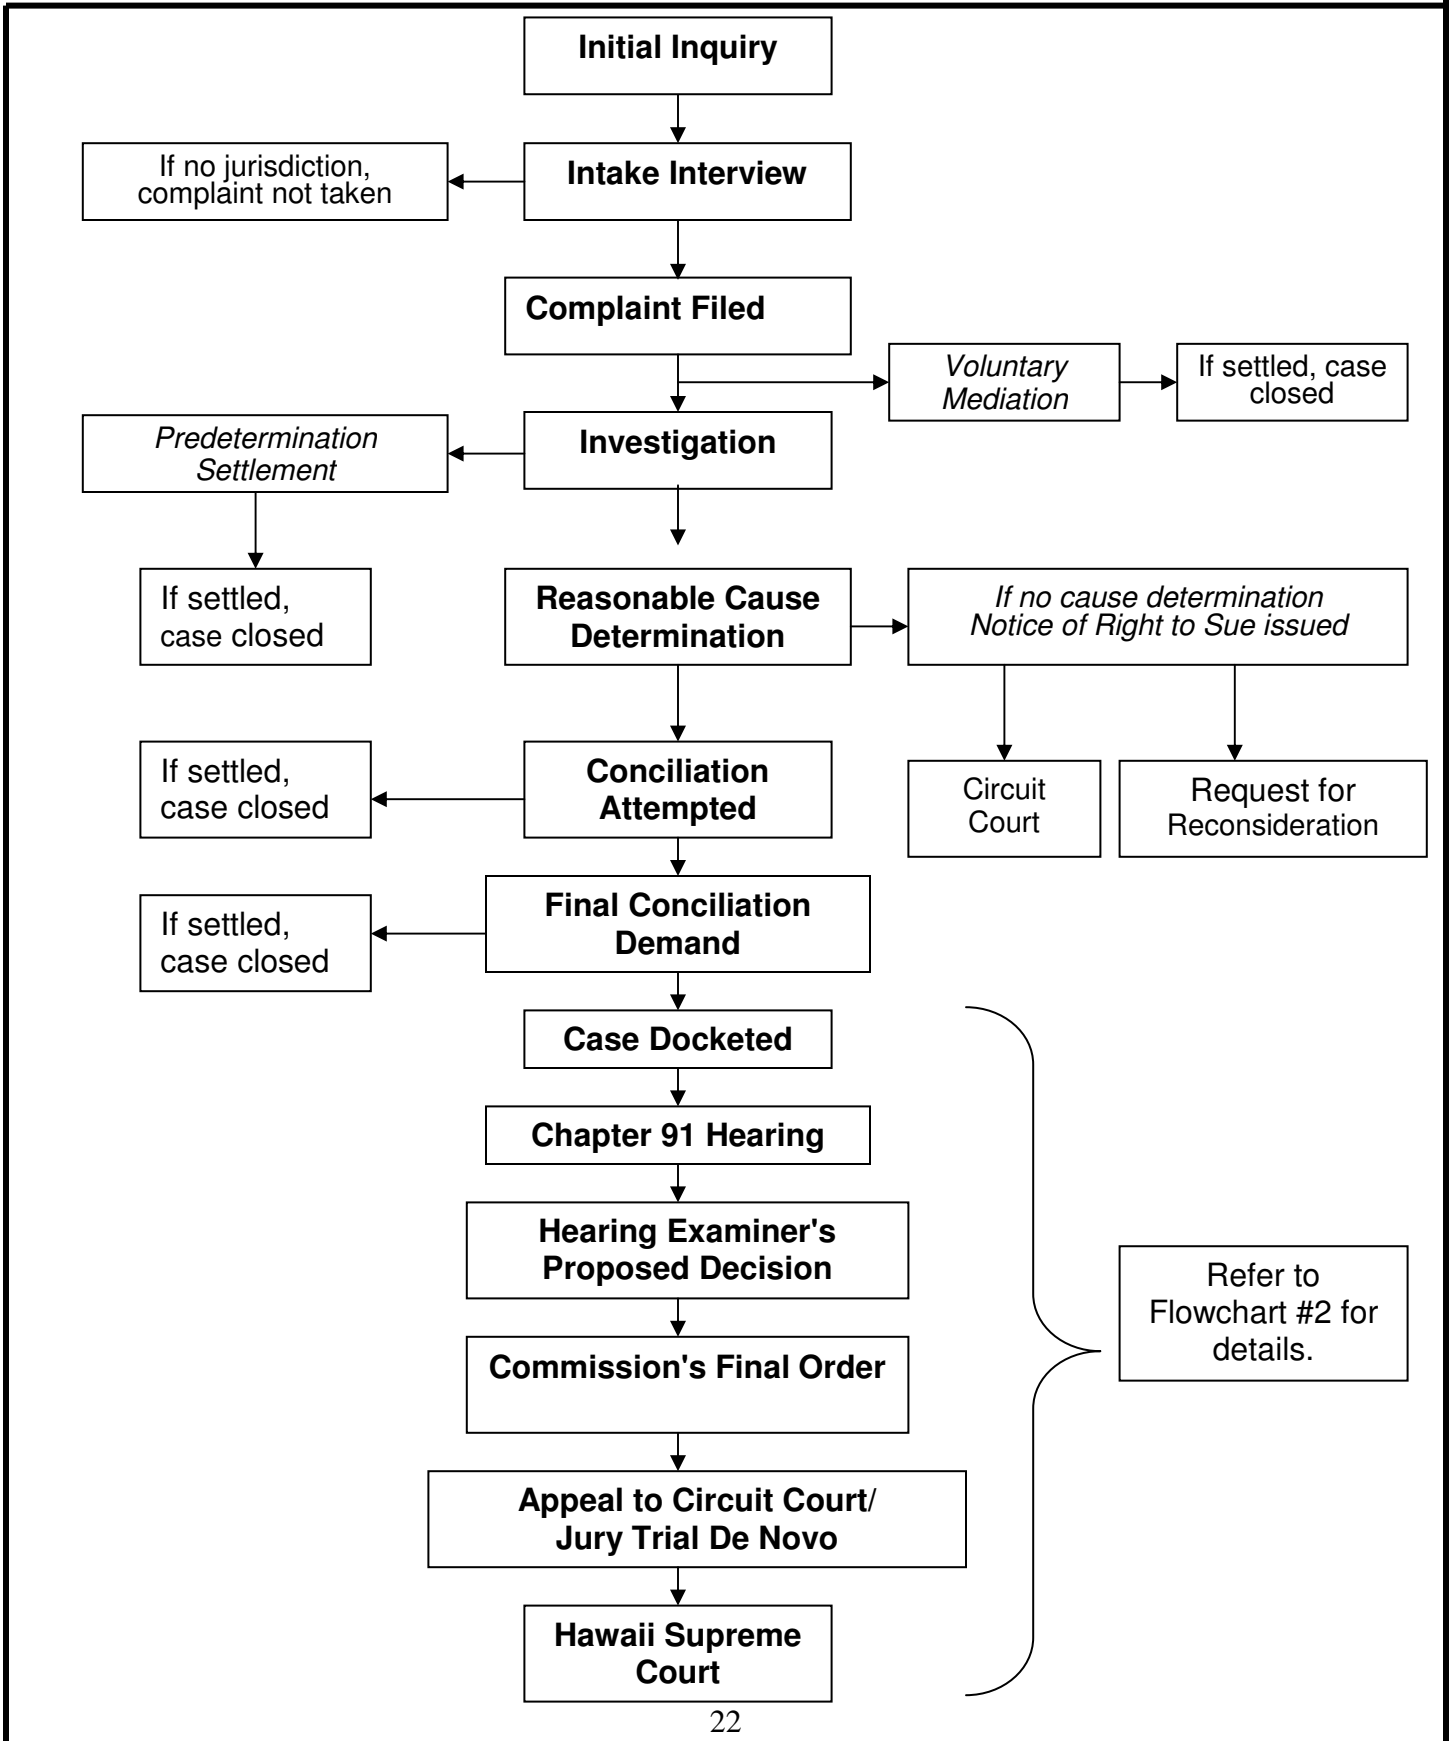 Initial Inquiry
If no jurisdiction,
complaint not taken
Intake Interview
Complaint Filed
Voluntary
Mediation
If settled, case
closed
Predetermination
Settlement
Investigation
If settled,
case closed
Reasonable Cause
Determination
If no cause determination
Notice of Right to Sue issued
If settled,
case closed
Conciliation
Attempted
Circuit
Court
Request for
Reconsideration
If settled,
case closed
Final Conciliation
Demand
Case Docketed
Chapter 91 Hearing
Hearing Examiner's
Proposed Decision
Refer to
Flowchart #2 for
details.
Commission's Final Order
Appeal to Circuit Court/
Jury Trial De Novo
Hawaii Supreme
Court
22